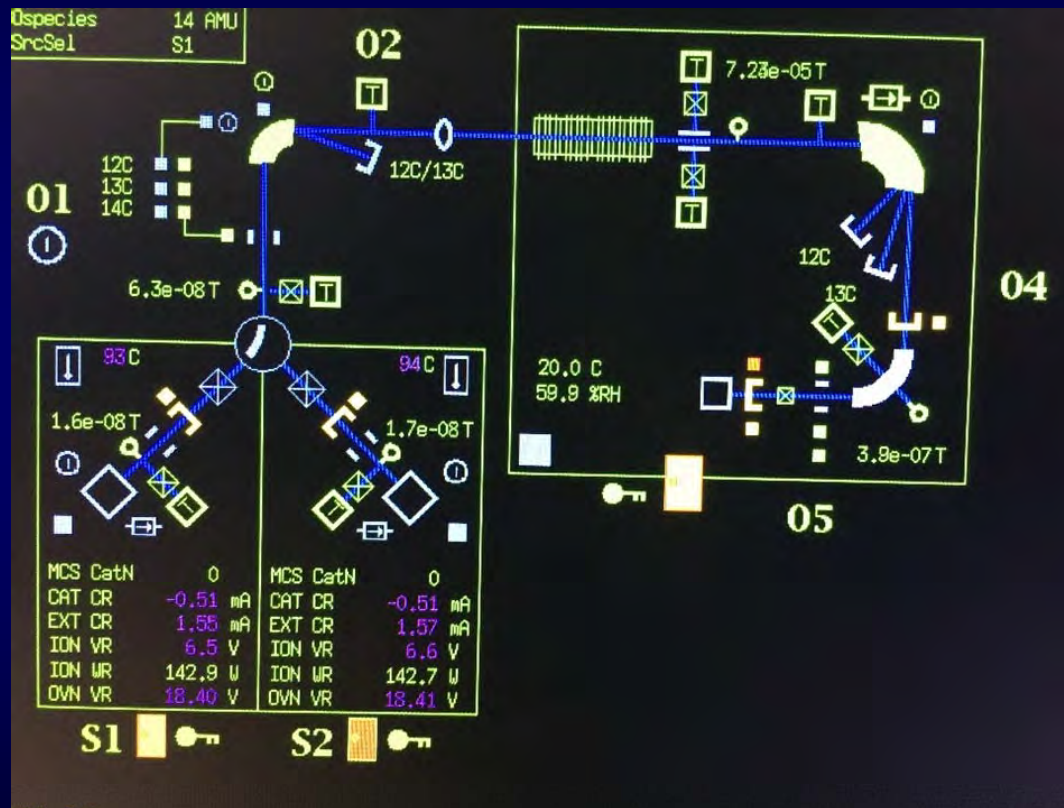 Ospecies 14 AMU
SrcSel S1
02
7.23e-05T
T
T
T
12C/13C
12C
13C
14C
01
T
12C
6.3e-08T
T
13C
04
T
93C
94C
20.0 C
59.9 %RH
1.6e-08T
1.7e-08T
3.9e-07T
T
T
05
MCS CatN 0
CAT CR -0.51 mA
EXT CR 1.55 mA
ION VR 6.5 V
ION WR 142.9 W
OVN VR 18.40 V
MCS CatN 0
CAT CR -0.51 mA
EXT CR 1.57 mA
ION VR 6.6 V
ION WR 142.7 W
OVN VR 18.41 V
S1
S2